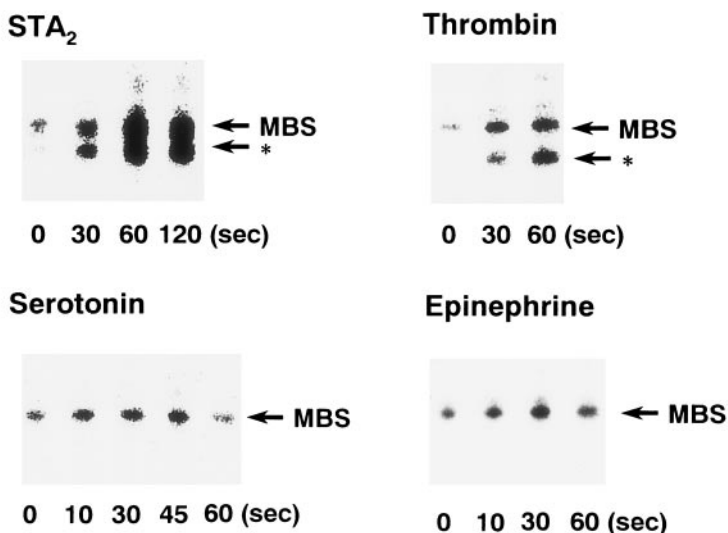 STA₂
MBS
*
0 30 60 120 (sec)
Thrombin
MBS
*
0 30 60 (sec)
Serotonin
MBS
0 10 30 45 60 (sec)
Epinephrine
MBS
0 10 30 60 (sec)